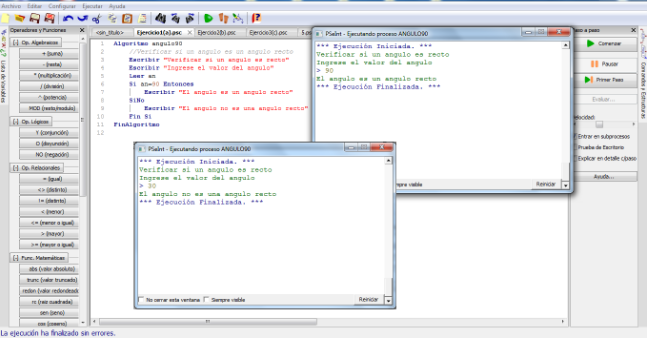 Archivo Editar Configurar Ejecutar Ayuda
Operadores y Funciones
<sin_titulo> Ejercicio1(a).psc Ejercicio2(b).psc Ejercicio3(c).psc
[-] Op. Algebraicos
+ (suma)
- (resta)
* (multiplicación)
/ (división)
^ (potencia)
MOD (resto/modulo)
[-] Op. Lógicos
Y (conjunción)
O (disyunción)
NO (negación)
[-] Op. Relacionales
= (igual)
<> (distinto)
!= (distinto)
< (menor)
<= (menor o igual)
> (mayor)
>= (mayor o igual)
[-] Func. Matemáticas
abs (valor absoluto)
trunc (valor truncado)
redon (valor redondeado
rc (raiz cuadrada)
sen (seno)
cos (coseno)
Lista de Variables
1 Algoritmo angulo90
2 //Verificar si un angulo es un angulo recto
3 Escribir "Verificar si un angulo es recto"
4 Escribir "Ingrese el valor del angulo"
5 Leer an
6 Si an=90 Entonces
7 Escribir "El angulo es un angulo recto"
8 SiNo
9 Escribir "El angulo no es una angulo recto"
10 Fin Si
11 FinAlgoritmo
12
PSeInt - Ejecutando proceso ANGULO90
*** Ejecución Iniciada. ***
Verificar si un angulo es recto
Ingrese el valor del angulo
> 90
El angulo es un angulo recto
*** Ejecución Finalizada. ***
mpre visible
Reiniciar
PSeInt - Ejecutando proceso ANGULO90
*** Ejecución Iniciada. ***
Verificar si un angulo es recto
Ingrese el valor del angulo
> 30
El angulo no es una angulo recto
*** Ejecución Finalizada. ***
No cerrar esta ventana Siempre visible
Reiniciar
aso a paso
Comenzar
Pausar
Primer Paso
Evaluar...
elocidad:
Entrar en subprocesos
Prueba de Escritorio
Explicar en detalle c/paso
Ayuda...
Comandos y Estructuras
La ejecución ha finalizado sin errores.